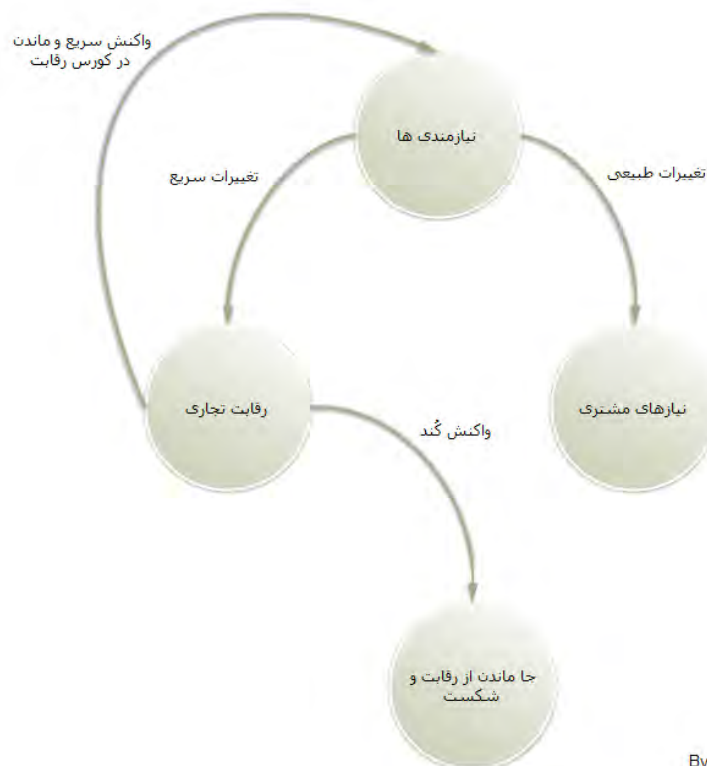 واکنش سریع و ماندن
در کورس رقابت
نیازمندی ها
تغییرات سریع
تغییرات طبیعی
رقابت تجاری
نیازهای مشتری
واکنش کُند
جا ماندن از رقابت و
شکست
By